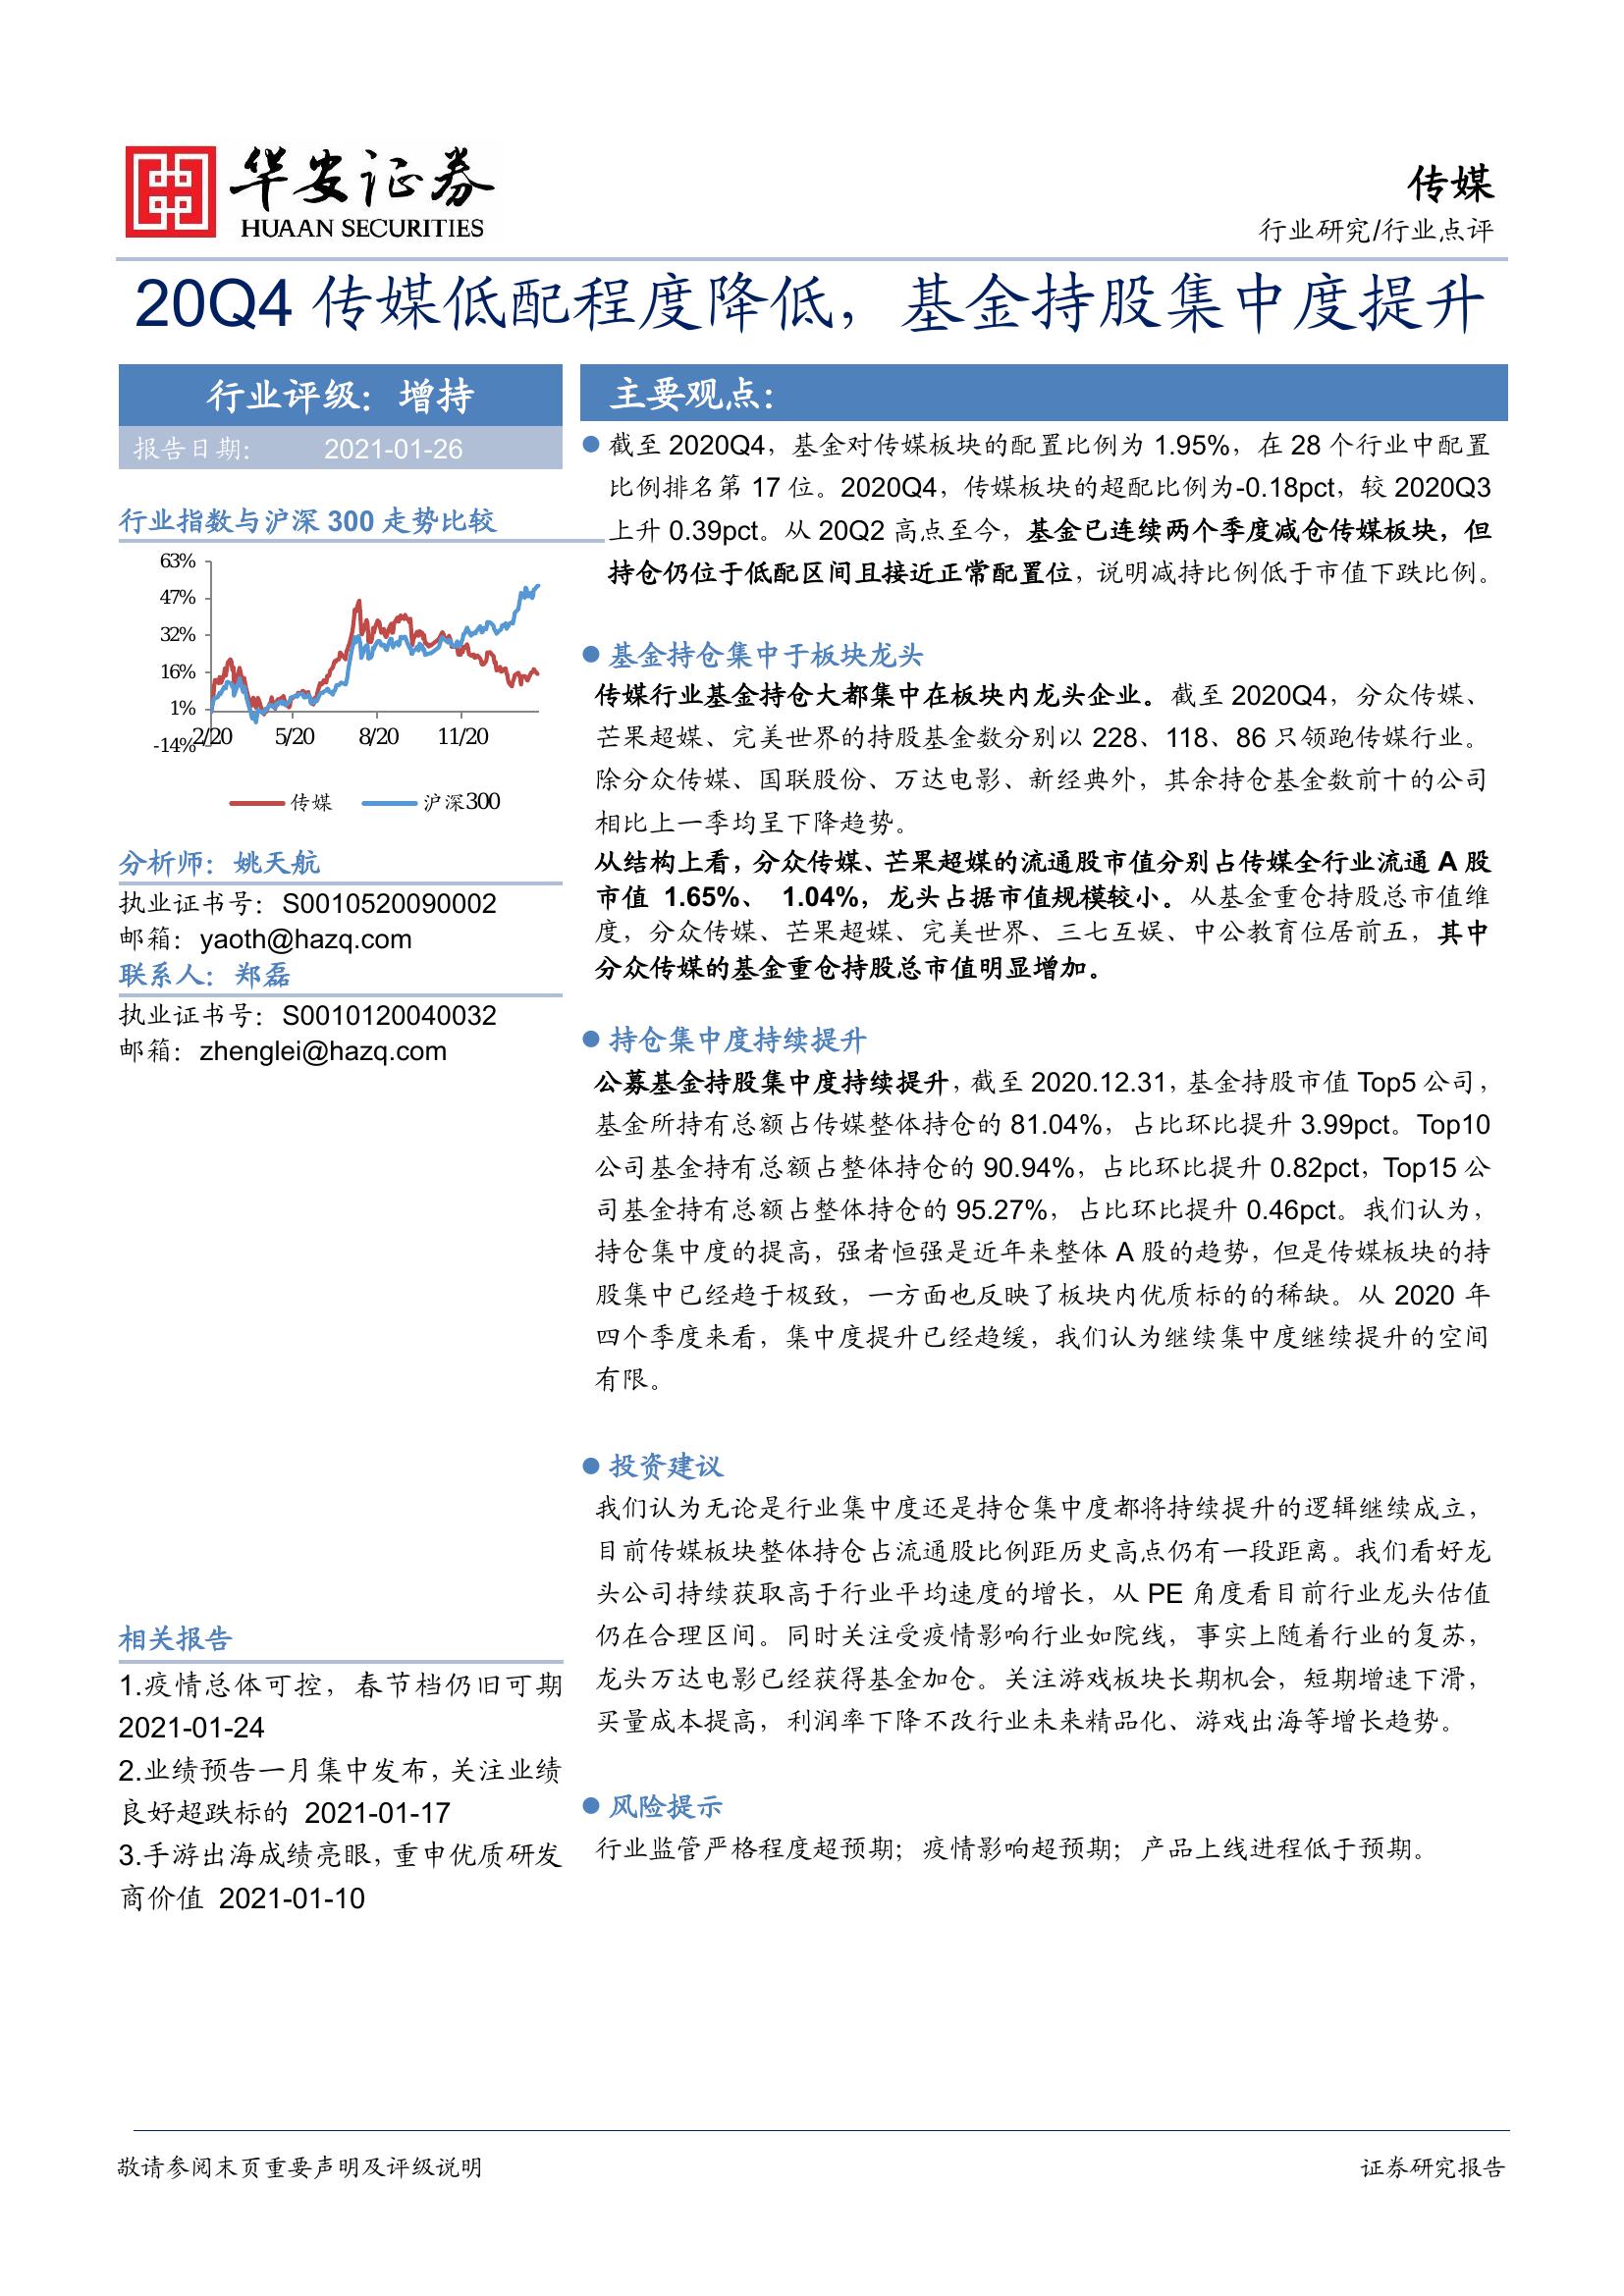 华安证券
HUAAN SECURITIES
传媒
行业研究/行业点评
20Q4 传媒低配程度降低，基金持股集中度提升
行业评级：增持
报告日期： 2021-01-26
行业指数与沪深 300 走势比较
63%
47%
32%
16%
1%
-14%
2/20 5/20 8/20 11/20
传媒 沪深300
分析师：姚天航
执业证书号：S0010520090002
邮箱：yaoth@hazq.com
联系人：郑磊
执业证书号：S0010120040032
邮箱：zhenglei@hazq.com
相关报告
1.疫情总体可控，春节档仍旧可期
2021-01-24
2.业绩预告一月集中发布，关注业绩
良好超跌标的 2021-01-17
3.手游出海成绩亮眼，重申优质研发
商价值 2021-01-10
主要观点：
● 截至 2020Q4，基金对传媒板块的配置比例为 1.95%，在 28 个行业中配置
比例排名第 17 位。2020Q4，传媒板块的超配比例为-0.18pct，较 2020Q3
上升 0.39pct。从 20Q2 高点至今，基金已连续两个季度减仓传媒板块，但
持仓仍位于低配区间且接近正常配置位，说明减持比例低于市值下跌比例。
● 基金持仓集中于板块龙头
传媒行业基金持仓大都集中在板块内龙头企业。截至 2020Q4，分众传媒、
芒果超媒、完美世界的持股基金数分别以 228、118、86 只领跑传媒行业。
除分众传媒、国联股份、万达电影、新经典外，其余持仓基金数前十的公司
相比上一季均呈下降趋势。
从结构上看，分众传媒、芒果超媒的流通股市值分别占传媒全行业流通 A 股
市值 1.65%、 1.04%，龙头占据市值规模较小。从基金重仓持股总市值维
度，分众传媒、芒果超媒、完美世界、三七互娱、中公教育位居前五，其中
分众传媒的基金重仓持股总市值明显增加。
● 持仓集中度持续提升
公募基金持股集中度持续提升，截至 2020.12.31，基金持股市值 Top5 公司，
基金所持有总额占传媒整体持仓的 81.04%，占比环比提升 3.99pct。Top10
公司基金持有总额占整体持仓的 90.94%，占比环比提升 0.82pct，Top15 公
司基金持有总额占整体持仓的 95.27%，占比环比提升 0.46pct。我们认为，
持仓集中度的提高，强者恒强是近年来整体 A 股的趋势，但是传媒板块的持
股集中已经趋于极致，一方面也反映了板块内优质标的的稀缺。从 2020 年
四个季度来看，集中度提升已经趋缓，我们认为继续集中度继续提升的空间
有限。
● 投资建议
我们认为无论是行业集中度还是持仓集中度都将持续提升的逻辑继续成立，
目前传媒板块整体持仓占流通股比例距历史高点仍有一段距离。我们看好龙
头公司持续获取高于行业平均速度的增长，从 PE 角度看目前行业龙头估值
仍在合理区间。同时关注受疫情影响行业如院线，事实上随着行业的复苏，
龙头万达电影已经获得基金加仓。关注游戏板块长期机会，短期增速下滑，
买量成本提高，利润率下降不改行业未来精品化、游戏出海等增长趋势。
● 风险提示
行业监管严格程度超预期；疫情影响超预期；产品上线进程低于预期。
敬请参阅末页重要声明及评级说明
证券研究报告